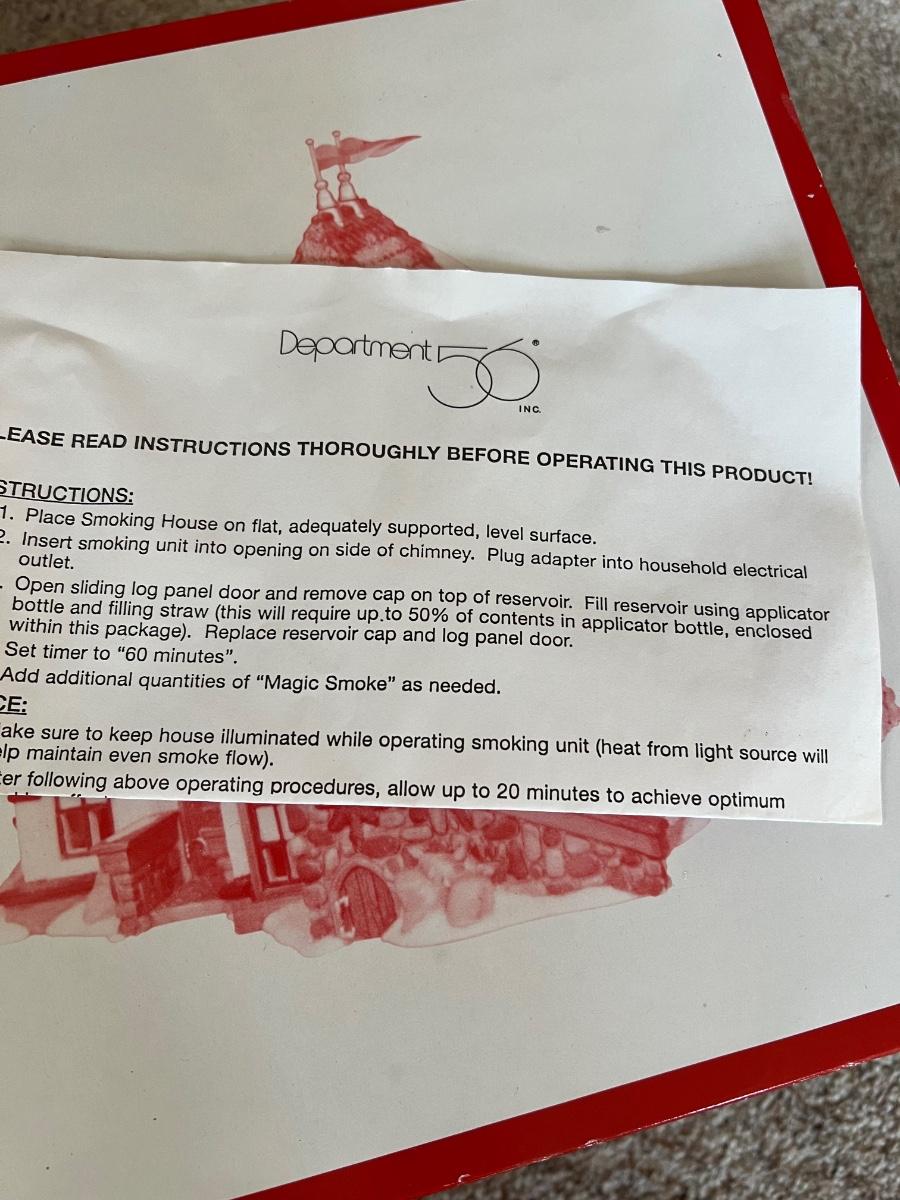 Department 56®
INC.
LEASE READ INSTRUCTIONS THOROUGHLY BEFORE OPERATING THIS PRODUCT!
STRUCTIONS:
1. Place Smoking House on flat, adequately supported, level surface.
2. Insert smoking unit into opening on side of chimney. Plug adapter into household electrical
outlet.
. Open sliding log panel door and remove cap on top of reservoir. Fill reservoir using applicator
bottle and filling straw (this will require up to 50% of contents in applicator bottle, enclosed
within this package). Replace reservoir cap and log panel door.
Set timer to “60 minutes”.
Add additional quantities of “Magic Smoke” as needed.
CE:
ake sure to keep house illuminated while operating smoking unit (heat from light source will
elp maintain even smoke flow).
ter following above operating procedures, allow up to 20 minutes to achieve optimum